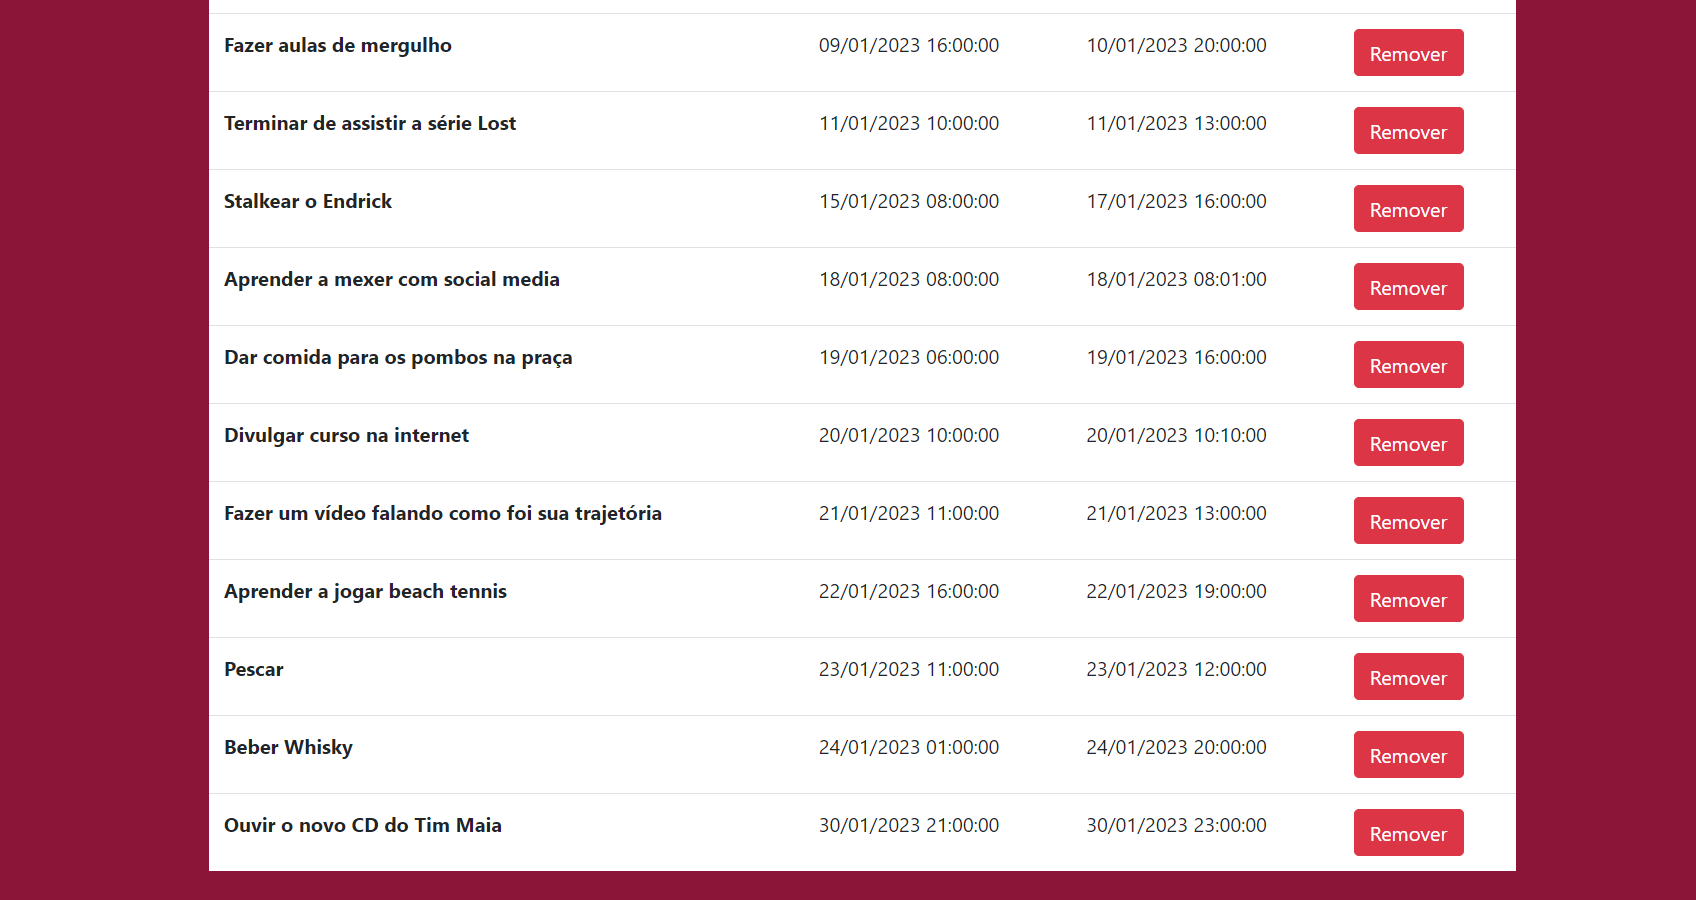 Fazer aulas de mergulho 09/01/2023 16:00:00 10/01/2023 20:00:00 Remover
Terminar de assistir a série Lost 11/01/2023 10:00:00 11/01/2023 13:00:00 Remover
Stalkear o Endrick 15/01/2023 08:00:00 17/01/2023 16:00:00 Remover
Aprender a mexer com social media 18/01/2023 08:00:00 18/01/2023 08:01:00 Remover
Dar comida para os pombos na praça 19/01/2023 06:00:00 19/01/2023 16:00:00 Remover
Divulgar curso na internet 20/01/2023 10:00:00 20/01/2023 10:10:00 Remover
Fazer um vídeo falando como foi sua trajetória 21/01/2023 11:00:00 21/01/2023 13:00:00 Remover
Aprender a jogar beach tennis 22/01/2023 16:00:00 22/01/2023 19:00:00 Remover
Pescar 23/01/2023 11:00:00 23/01/2023 12:00:00 Remover
Beber Whisky 24/01/2023 01:00:00 24/01/2023 20:00:00 Remover
Ouvir o novo CD do Tim Maia 30/01/2023 21:00:00 30/01/2023 23:00:00 Remover